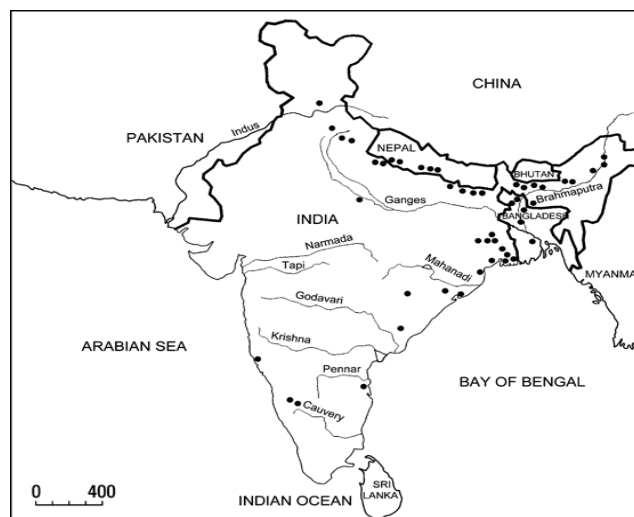 CHINA
PAKISTAN
Indus
NEPAL
BHUTAN
Brahmaputra
Ganges
BANGLADESH
INDIA
Narmada
Tapi
Mahanadi
MYANMA
Godavari
ARABIAN SEA
Krishna
BAY OF BENGAL
Pennar
Cauvery
SRI
LANKA
0 400
INDIAN OCEAN